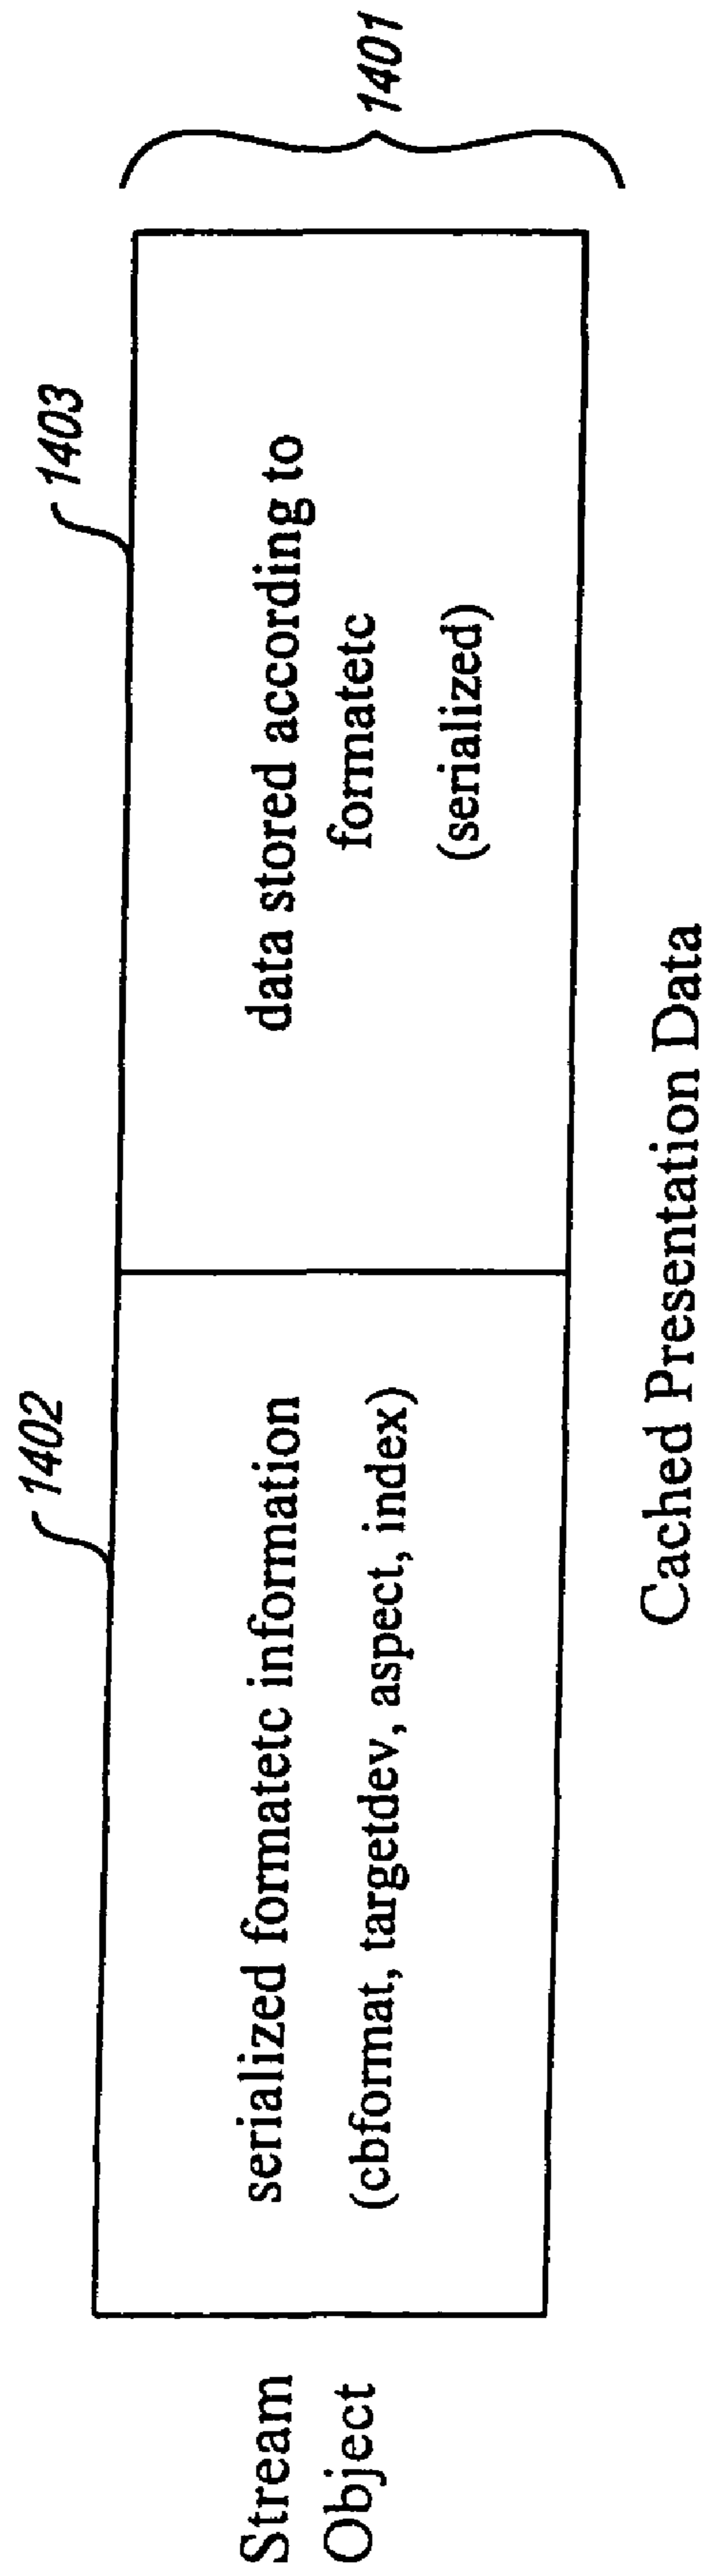 Stream
Object
1402
serialized formatetc information
(cbformat, targetdev, aspect, index)
1403
data stored according to
formatetc
(serialized)
1401
Cached Presentation Data